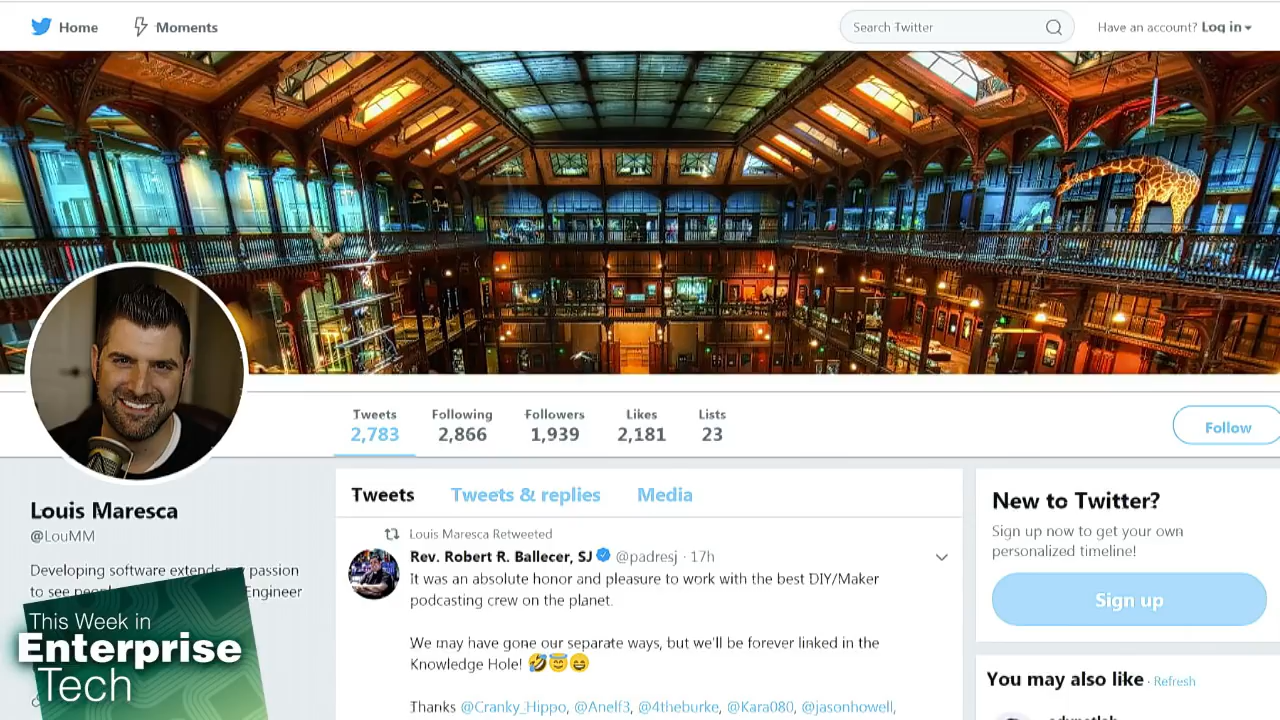 Home
Moments
Search Twitter
Have an account? Log in
Tweets
2,783
Following
2,866
Followers
1,939
Likes
2,181
Lists
23
Follow
Louis Maresca
@LouMM
Developing software extends my passion
to see Engineer
This Week in
Enterprise
Tech
Tweets
Tweets & replies
Media
Louis Maresca Retweeted
Rev. Robert R. Ballecer, SJ @padresj · 17h
It was an absolute honor and pleasure to work with the best DIY/Maker
podcasting crew on the planet.
We may have gone our separate ways, but we'll be forever linked in the
Knowledge Hole! 🤣😇😄
Thanks @Cranky_Hippo, @Anelf3, @4theburke, @Kara080, @jasonhowell,
New to Twitter?
Sign up now to get your own
personalized timeline!
Sign up
You may also like · Refresh